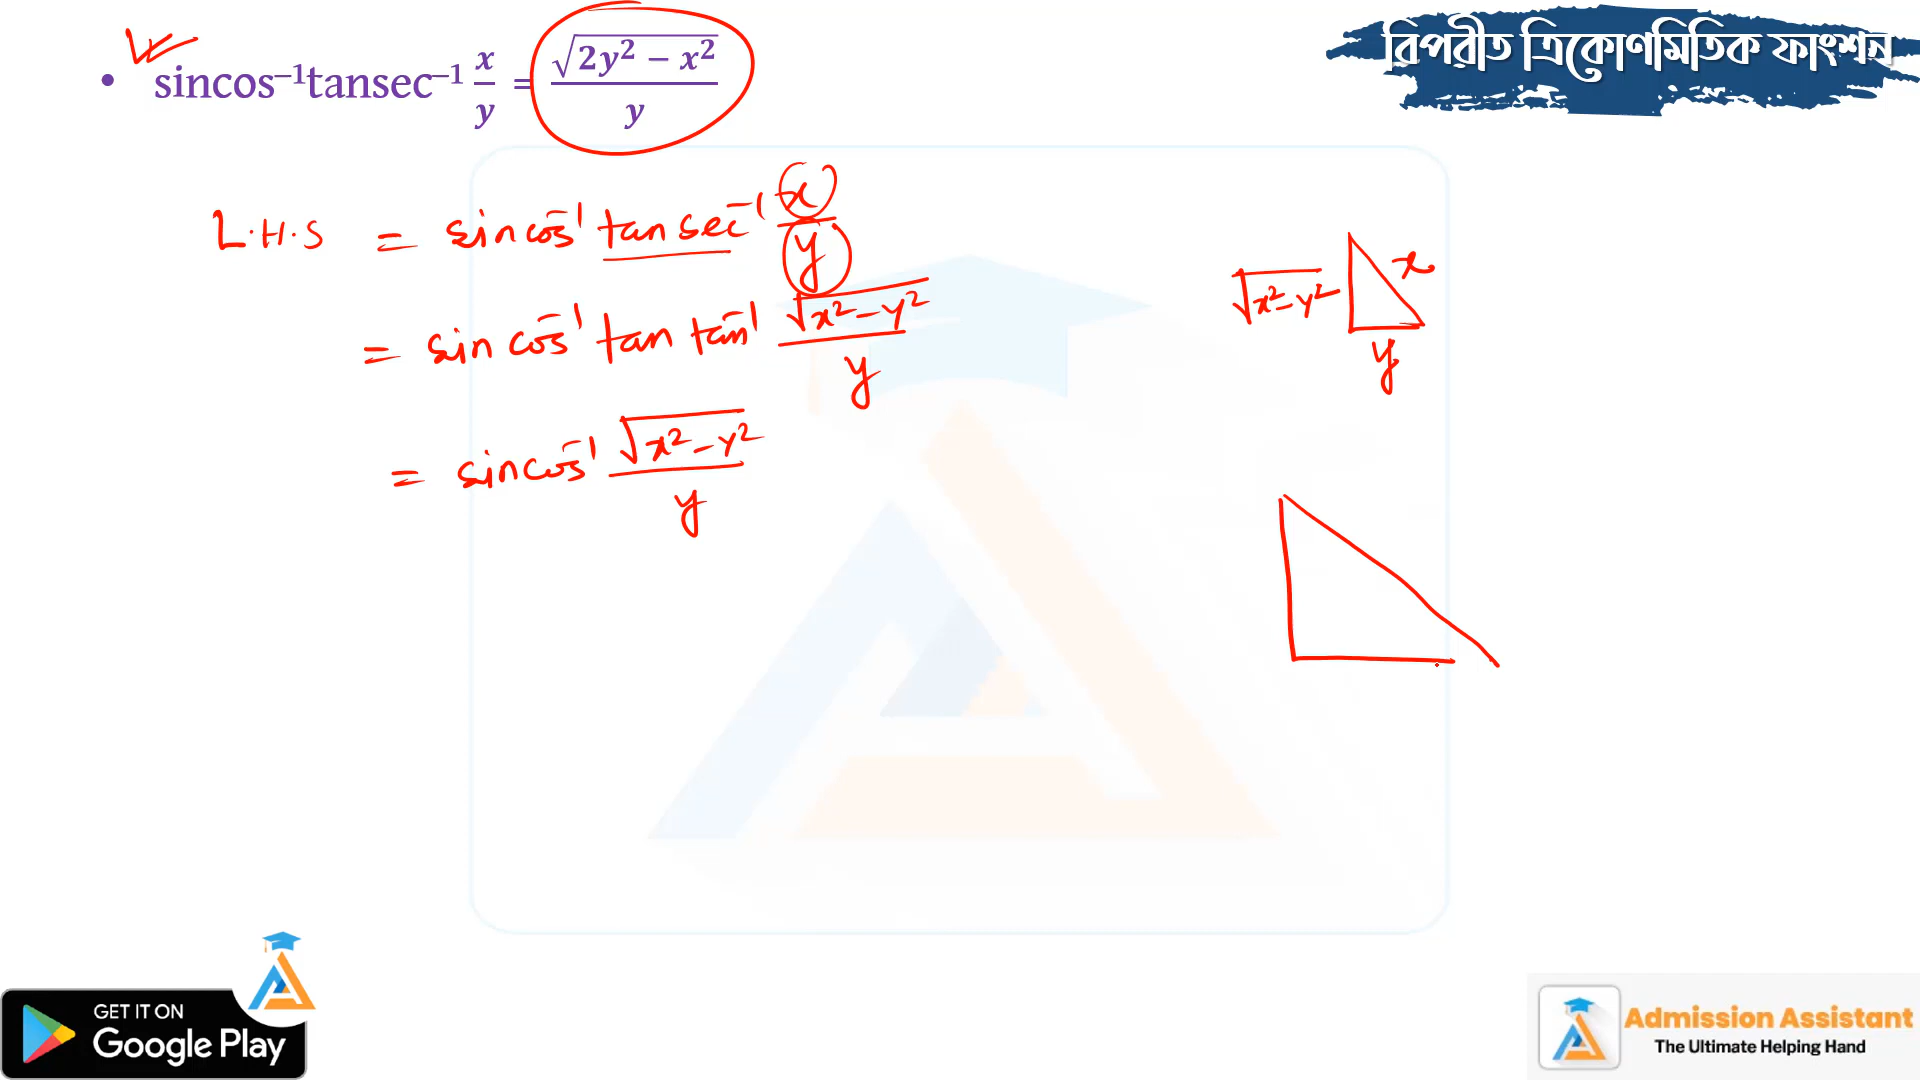 বিপরীত ত্রিকোণমিতিক ফাংশন
• sincos⁻¹tansec⁻¹ x/y = √(2y² − x²)/y
L.H.S = sin cos⁻¹ tan sec⁻¹ x/y
= sin cos⁻¹ tan tan⁻¹ √(x² − y²)/y
= sin cos⁻¹ √(x² − y²)/y
√(x² − y²)
x
y
GET IT ON
Google Play
Admission Assistant
The Ultimate Helping Hand